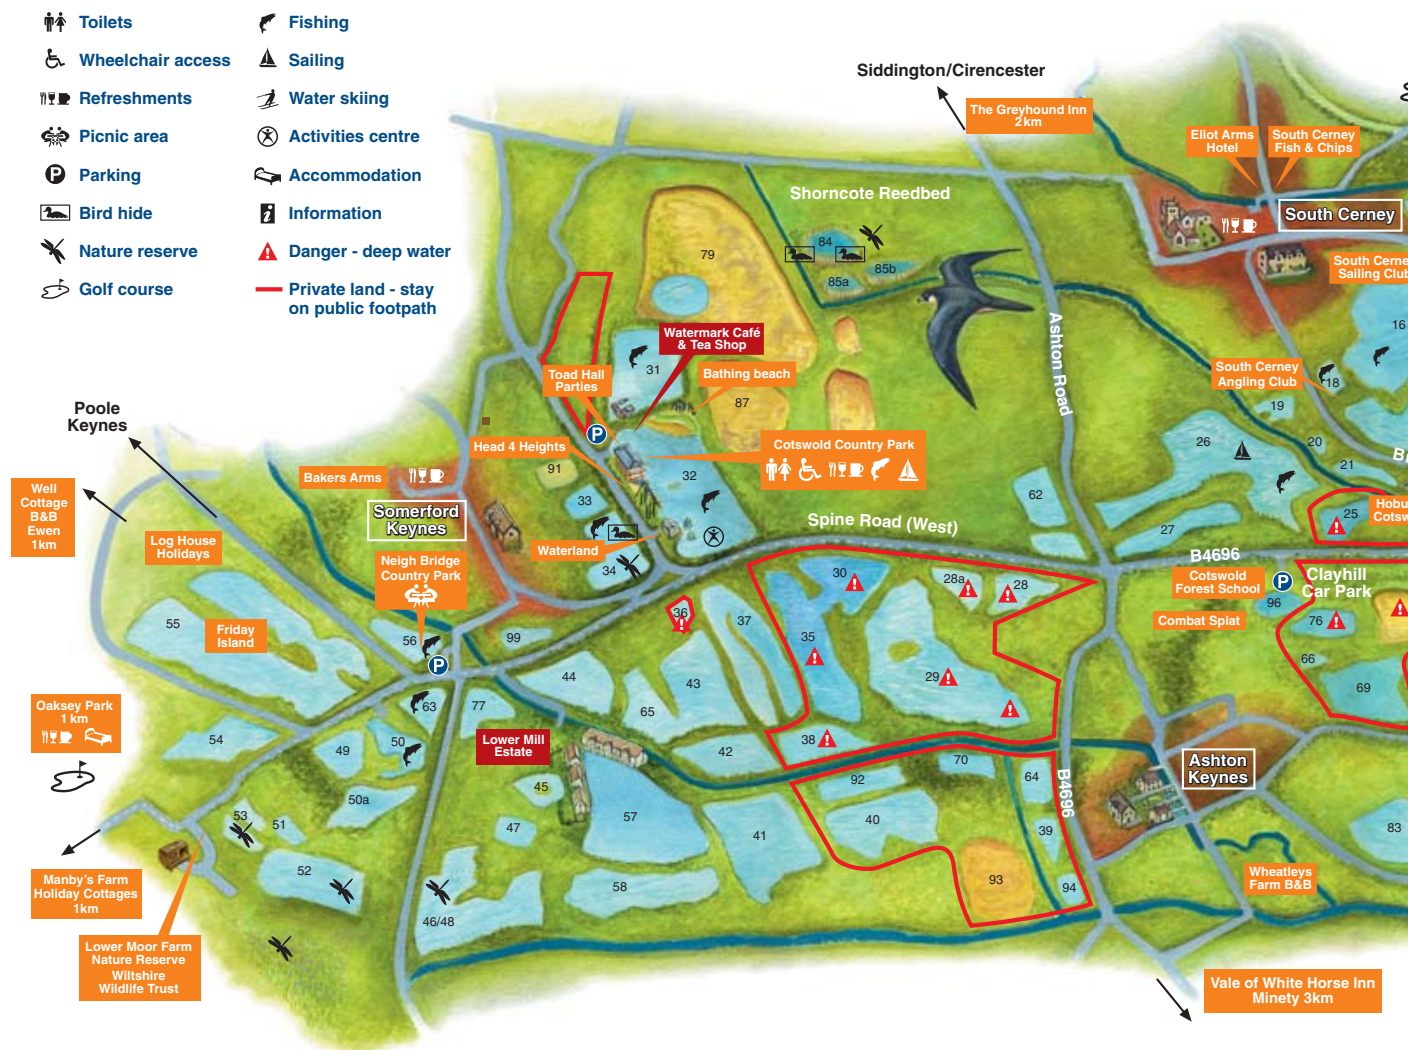 Toilets
Wheelchair access
Refreshments
Picnic area
P
Parking
Bird hide
Nature reserve
Golf course
Fishing
Sailing
Water skiing
Activities centre
Accommodation
i
Information
Danger - deep water
Private land - stay
on public footpath
Siddington/Cirencester
The Greyhound Inn
2km
Eliot Arms
Hotel
South Cerney
Fish & Chips
South Cerney
South Cerne
Sailing Club
Shorncote Reedbed
79
84
85a
85b
16
Ashton Road
Watermark Café
& Tea Shop
Toad Hall
Parties
31
Bathing beach
87
South Cerney
Angling Club
18
19
20
21
26
Poole
Keynes
P
Head 4 Heights
Cotswold Country Park
Bakers Arms
91
32
33
62
27
25
Hobu
Cotsw
Well
Cottage
B&B
Ewen
1km
Somerford
Keynes
Log House
Holidays
Waterland
Spine Road (West)
B4696
Neigh Bridge
Country Park
34
30
28a
28
Cotswold
Forest School
P
Clayhill
Car Park
96
Combat Splat
76
66
69
55
Friday
Island
56
99
36
37
35
P
44
43
29
Oaksey Park
1km
63
77
65
54
49
50
Lower Mill
Estate
42
38
70
64
B4696
Ashton
Keynes
45
92
50a
53
51
47
57
41
40
39
83
52
58
93
94
Wheatleys
Farm B&B
46/48
Manby's Farm
Holiday Cottages
1km
Lower Moor Farm
Nature Reserve
Wiltshire
Wildlife Trust
Vale of White Horse Inn
Minety 3km